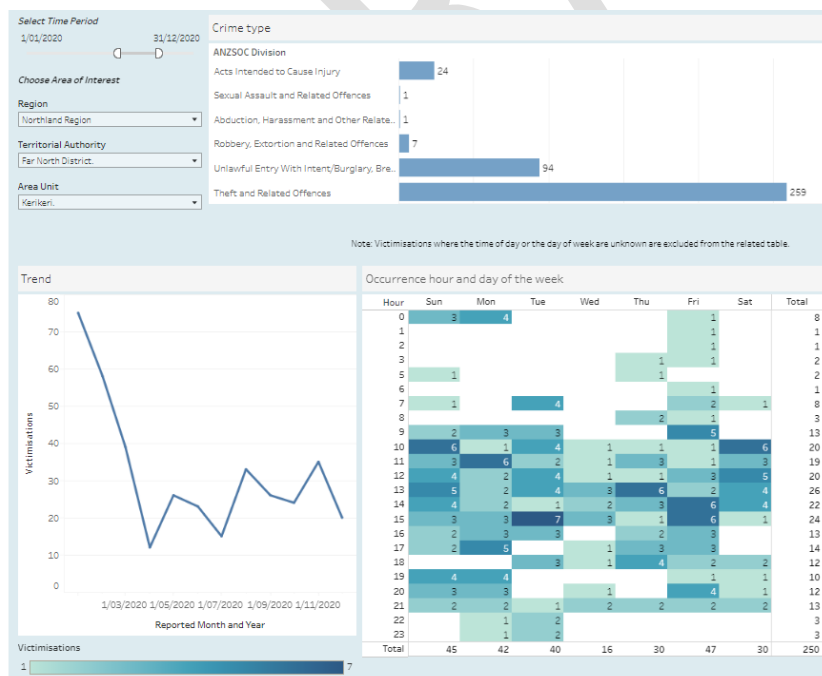 Select Time Period
1/01/2020 31/12/2020
Choose Area of Interest
Region
Northland Region
Territorial Authority
Far North District.
Area Unit
Kerikeri.
Crime type
ANZSOC Division
Acts Intended to Cause Injury 24
Sexual Assault and Related Offences 1
Abduction, Harassment and Other Relate.. 1
Robbery, Extortion and Related Offences 7
Unlawful Entry With Intent/Burglary, Bre.. 94
Theft and Related Offences 259
Note: Victimisations where the time of day or the day of week are unknown are excluded from the related table.
Trend
80
70
60
50
40
30
20
10
0
Victimisations
1/03/2020 1/05/2020 1/07/2020 1/09/2020 1/11/2020
Reported Month and Year
Victimisations
1 7
Occurrence hour and day of the week
Hour Sun Mon Tue Wed Thu Fri Sat Total
0 3 4 1 8
1 1 1
2 1 1
3 1 1 2
5 1 1 2
6 1 1
7 1 4 2 1 8
8 2 1 3
9 2 3 3 5 13
10 6 1 4 1 1 1 6 20
11 3 6 2 1 3 1 3 19
12 4 2 4 1 1 3 5 20
13 5 2 4 3 6 2 4 26
14 4 2 1 2 3 6 4 22
15 3 3 7 3 1 6 1 24
16 2 3 3 2 3 13
17 2 5 1 3 3 14
18 3 1 4 2 2 12
19 4 4 1 1 10
20 3 3 1 4 1 12
21 2 2 1 2 2 2 2 13
22 1 2 3
23 1 2 3
Total 45 42 40 16 30 47 30 250